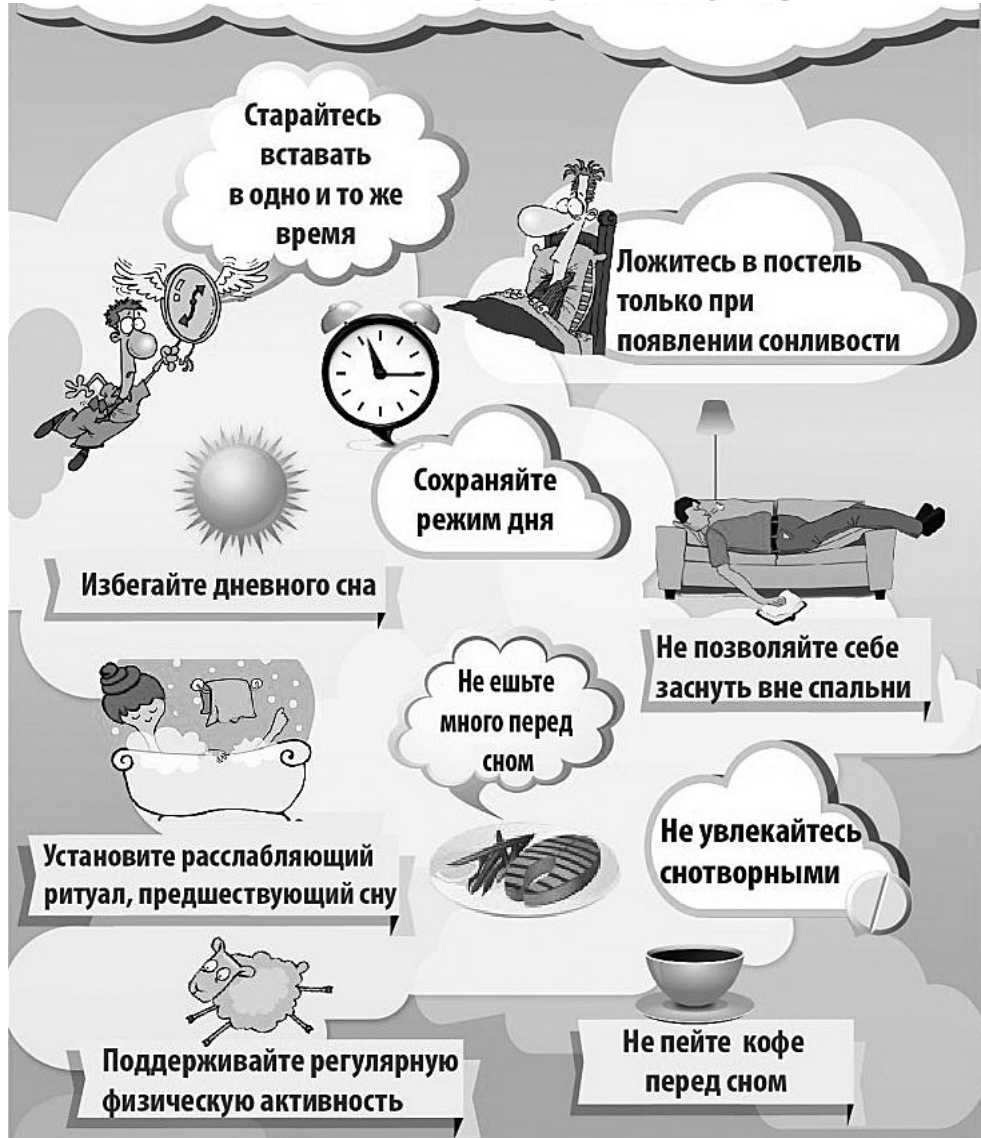 Старайтесь
вставать
в одно и то же
время
Ложитесь в постель
только при
появлении сонливости
Сохраняйте
режим дня
Избегайте дневного сна
Не позволяйте себе
заснуть вне спальни
Не ешьте
много перед
сном
Установите расслабляющий
ритуал, предшествующий сну
Не увлекайтесь
снотворными
Поддерживайте регулярную
физическую активность
Не пейте кофе
перед сном